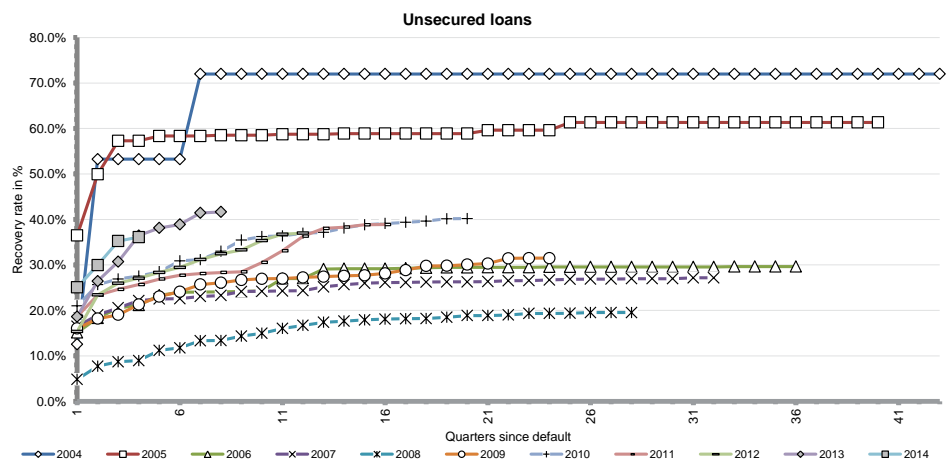 Unsecured loans
80.0%
70.0%
60.0%
50.0%
40.0%
30.0%
20.0%
10.0%
0.0%
Recovery rate in %
1 6 11 16 21 26 31 36 41
Quarters since default
2004 2005 2006 2007 2008 2009 2010 2011 2012 2013 2014